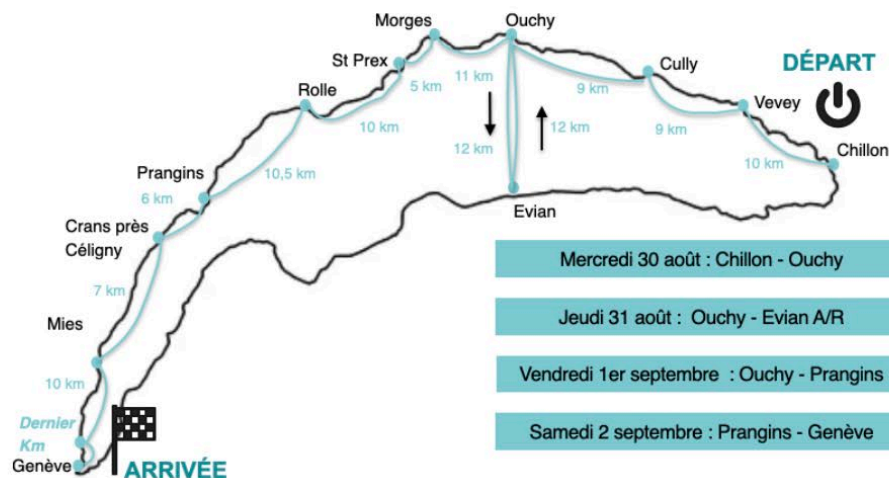 Morges
Ouchy
St Prex
Cully
DÉPART
Rolle
5 km
11 km
9 km
Vevey
10 km
12 km
12 km
9 km
Chillon
10 km
Prangins
10,5 km
6 km
Evian
Crans près
Céligny
7 km
Mies
10 km
Dernier
Km
Genève
ARRIVÉE
Mercredi 30 août : Chillon - Ouchy
Jeudi 31 août : Ouchy - Evian A/R
Vendredi 1er septembre : Ouchy - Prangins
Samedi 2 septembre : Prangins - Genève